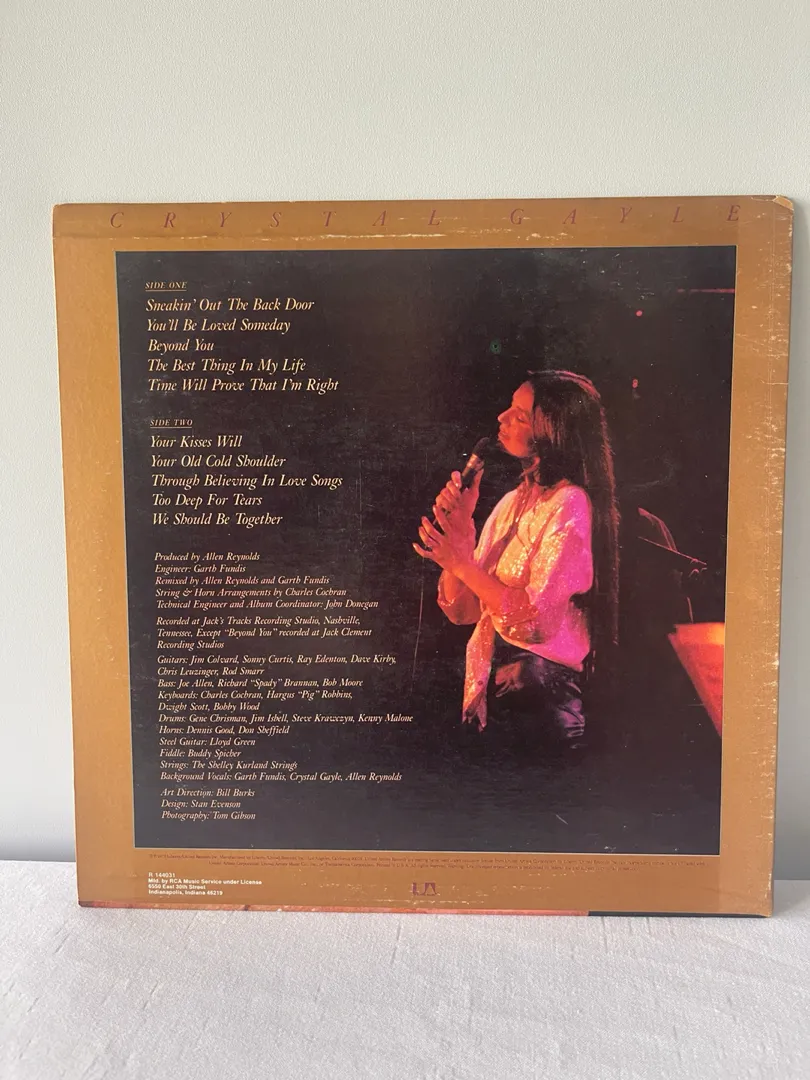 CRYSTAL GAYLE
SIDE ONE
Sneakin' Out The Back Door
You'll Be Loved Someday
Beyond You
The Best Thing In My Life
Time Will Prove That I'm Right
SIDE TWO
Your Kisses Will
Your Old Cold Shoulder
Through Believing In Love Songs
Too Deep For Tears
We Should Be Together
Produced by Allen Reynolds
Engineer: Garth Fundis
Remixed by Allen Reynolds and Garth Fundis
String & Horn Arrangements by Charles Cochran
Technical Engineer and Album Coordinator: John Donegan
Recorded at Jack's Tracks Recording Studio, Nashville,
Tennessee, Except "Beyond You" recorded at Jack Clement
Recording Studios
Guitars: Jim Colvard, Sonny Curtis, Ray Edenton, Dave Kirby,
Chris Leuzinger, Rod Smarr
Bass: Joe Allen, Richard "Spady" Brannan, Bob Moore
Keyboards: Charles Cochran, Hargus "Pig" Robbins,
Dwight Scott, Bobby Wood
Drums: Gene Chrisman, Jim Isbell, Steve Krawczyn, Kenny Malone
Horns: Dennis Good, Don Sheffield
Steel Guitar: Lloyd Green
Fiddle: Buddy Spicher
Strings: The Shelley Kurland Strings
Background Vocals: Garth Fundis, Crystal Gayle, Allen Reynolds
Art Direction: Bill Burks
Design: Stan Evenson
Photography: Tom Gibson
R 144031
Mfd. by RCA Music Service under License
6550 East 30th Street
Indianapolis, Indiana 46219
UA